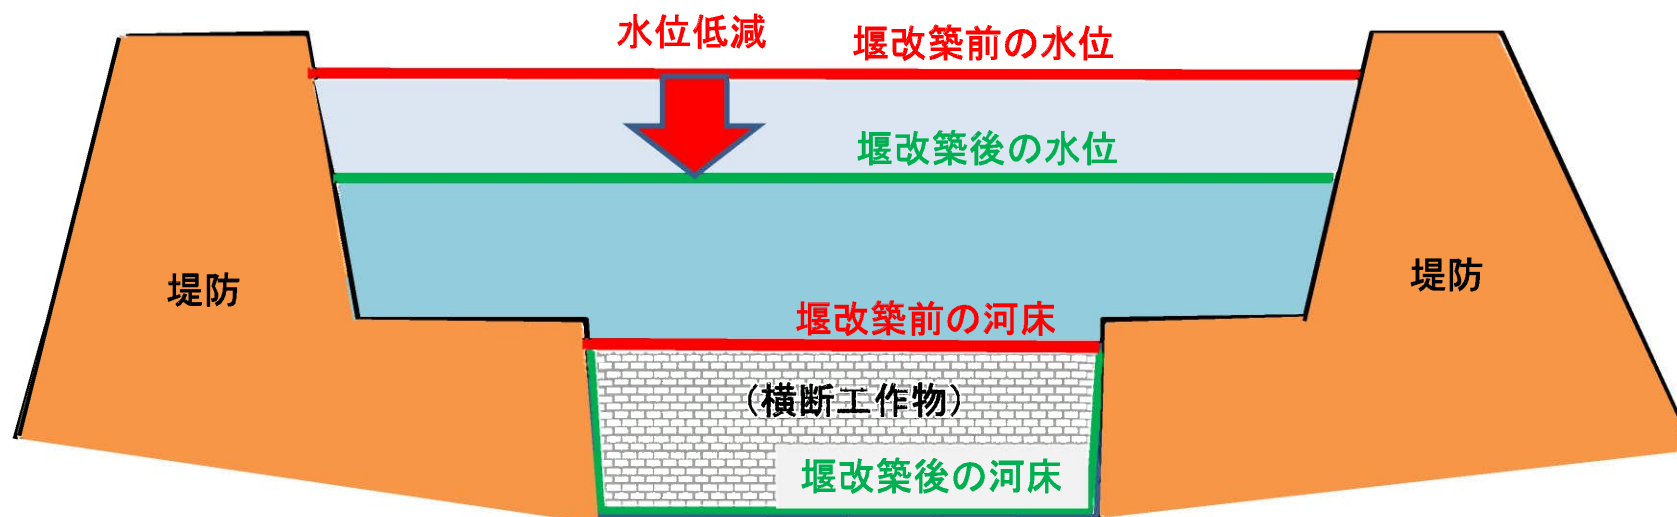 水位低減
堰改築前の水位
堰改築後の水位
堤防
堤防
堰改築前の河床
(横断工作物)
堰改築後の河床